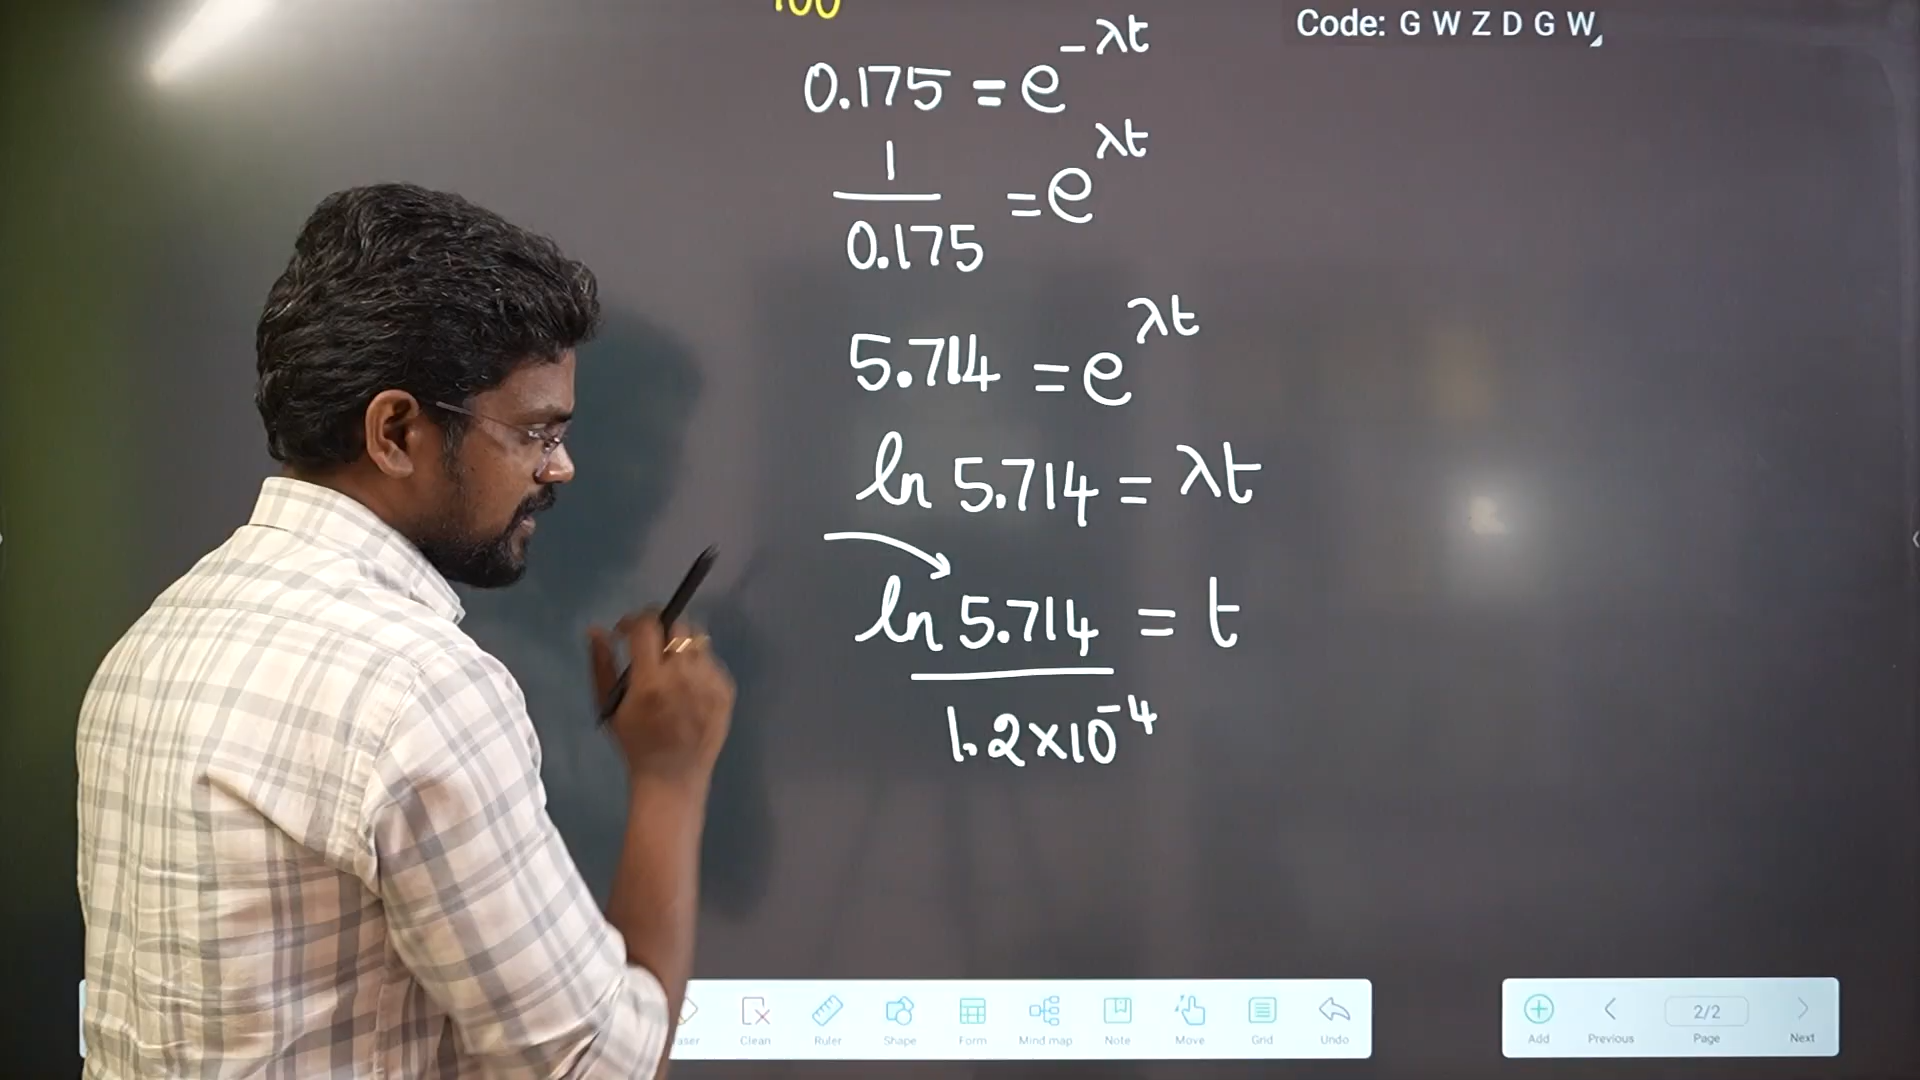 100
Code: G W Z D G W
0.175 = e^{-λt}
1/0.175 = e^{λt}
5.714 = e^{λt}
ln 5.714 = λt
ln 5.714 / 1.2×10^{-4} = t
aser Clean Ruler Shape Form Mind map Note Move Grid Undo
Add Previous 2/2 Page Next